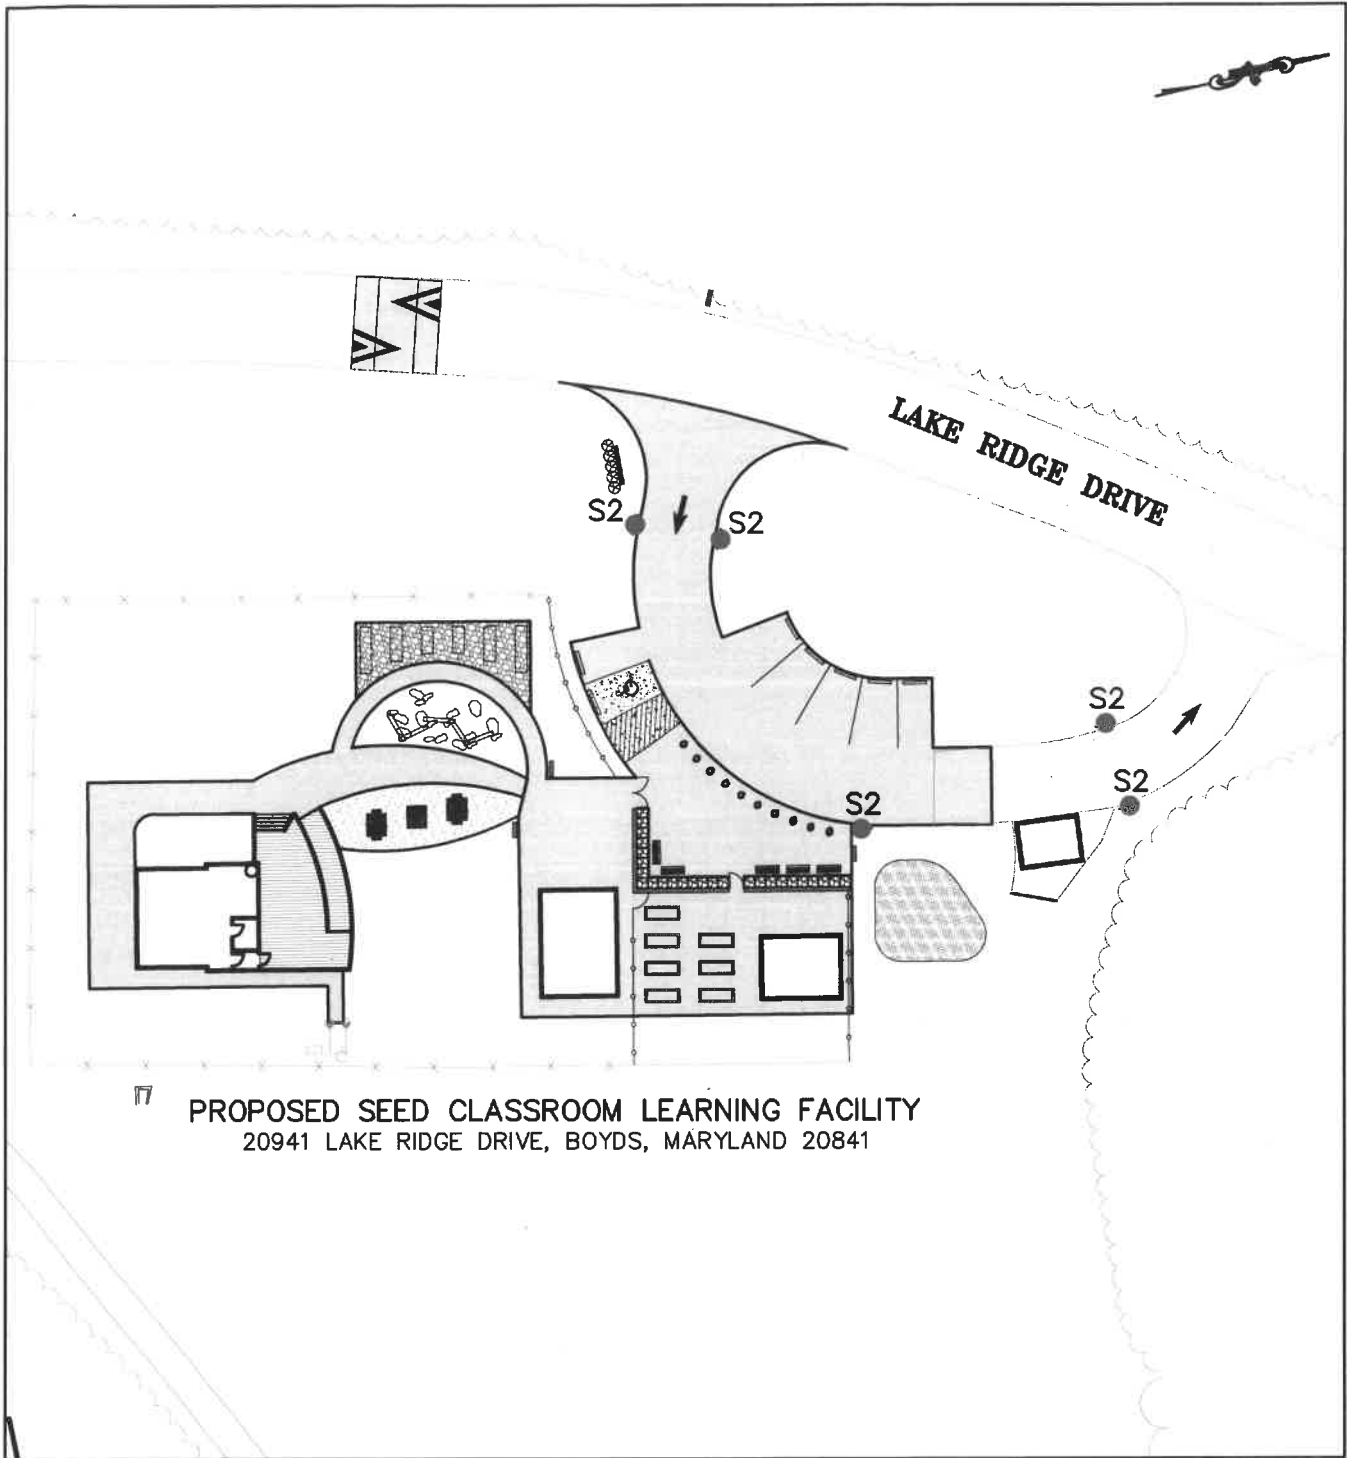 LAKE RIDGE DRIVE
S2
S2
S2
S2
S2
PROPOSED SEED CLASSROOM LEARNING FACILITY
20941 LAKE RIDGE DRIVE, BOYDS, MARYLAND 20841